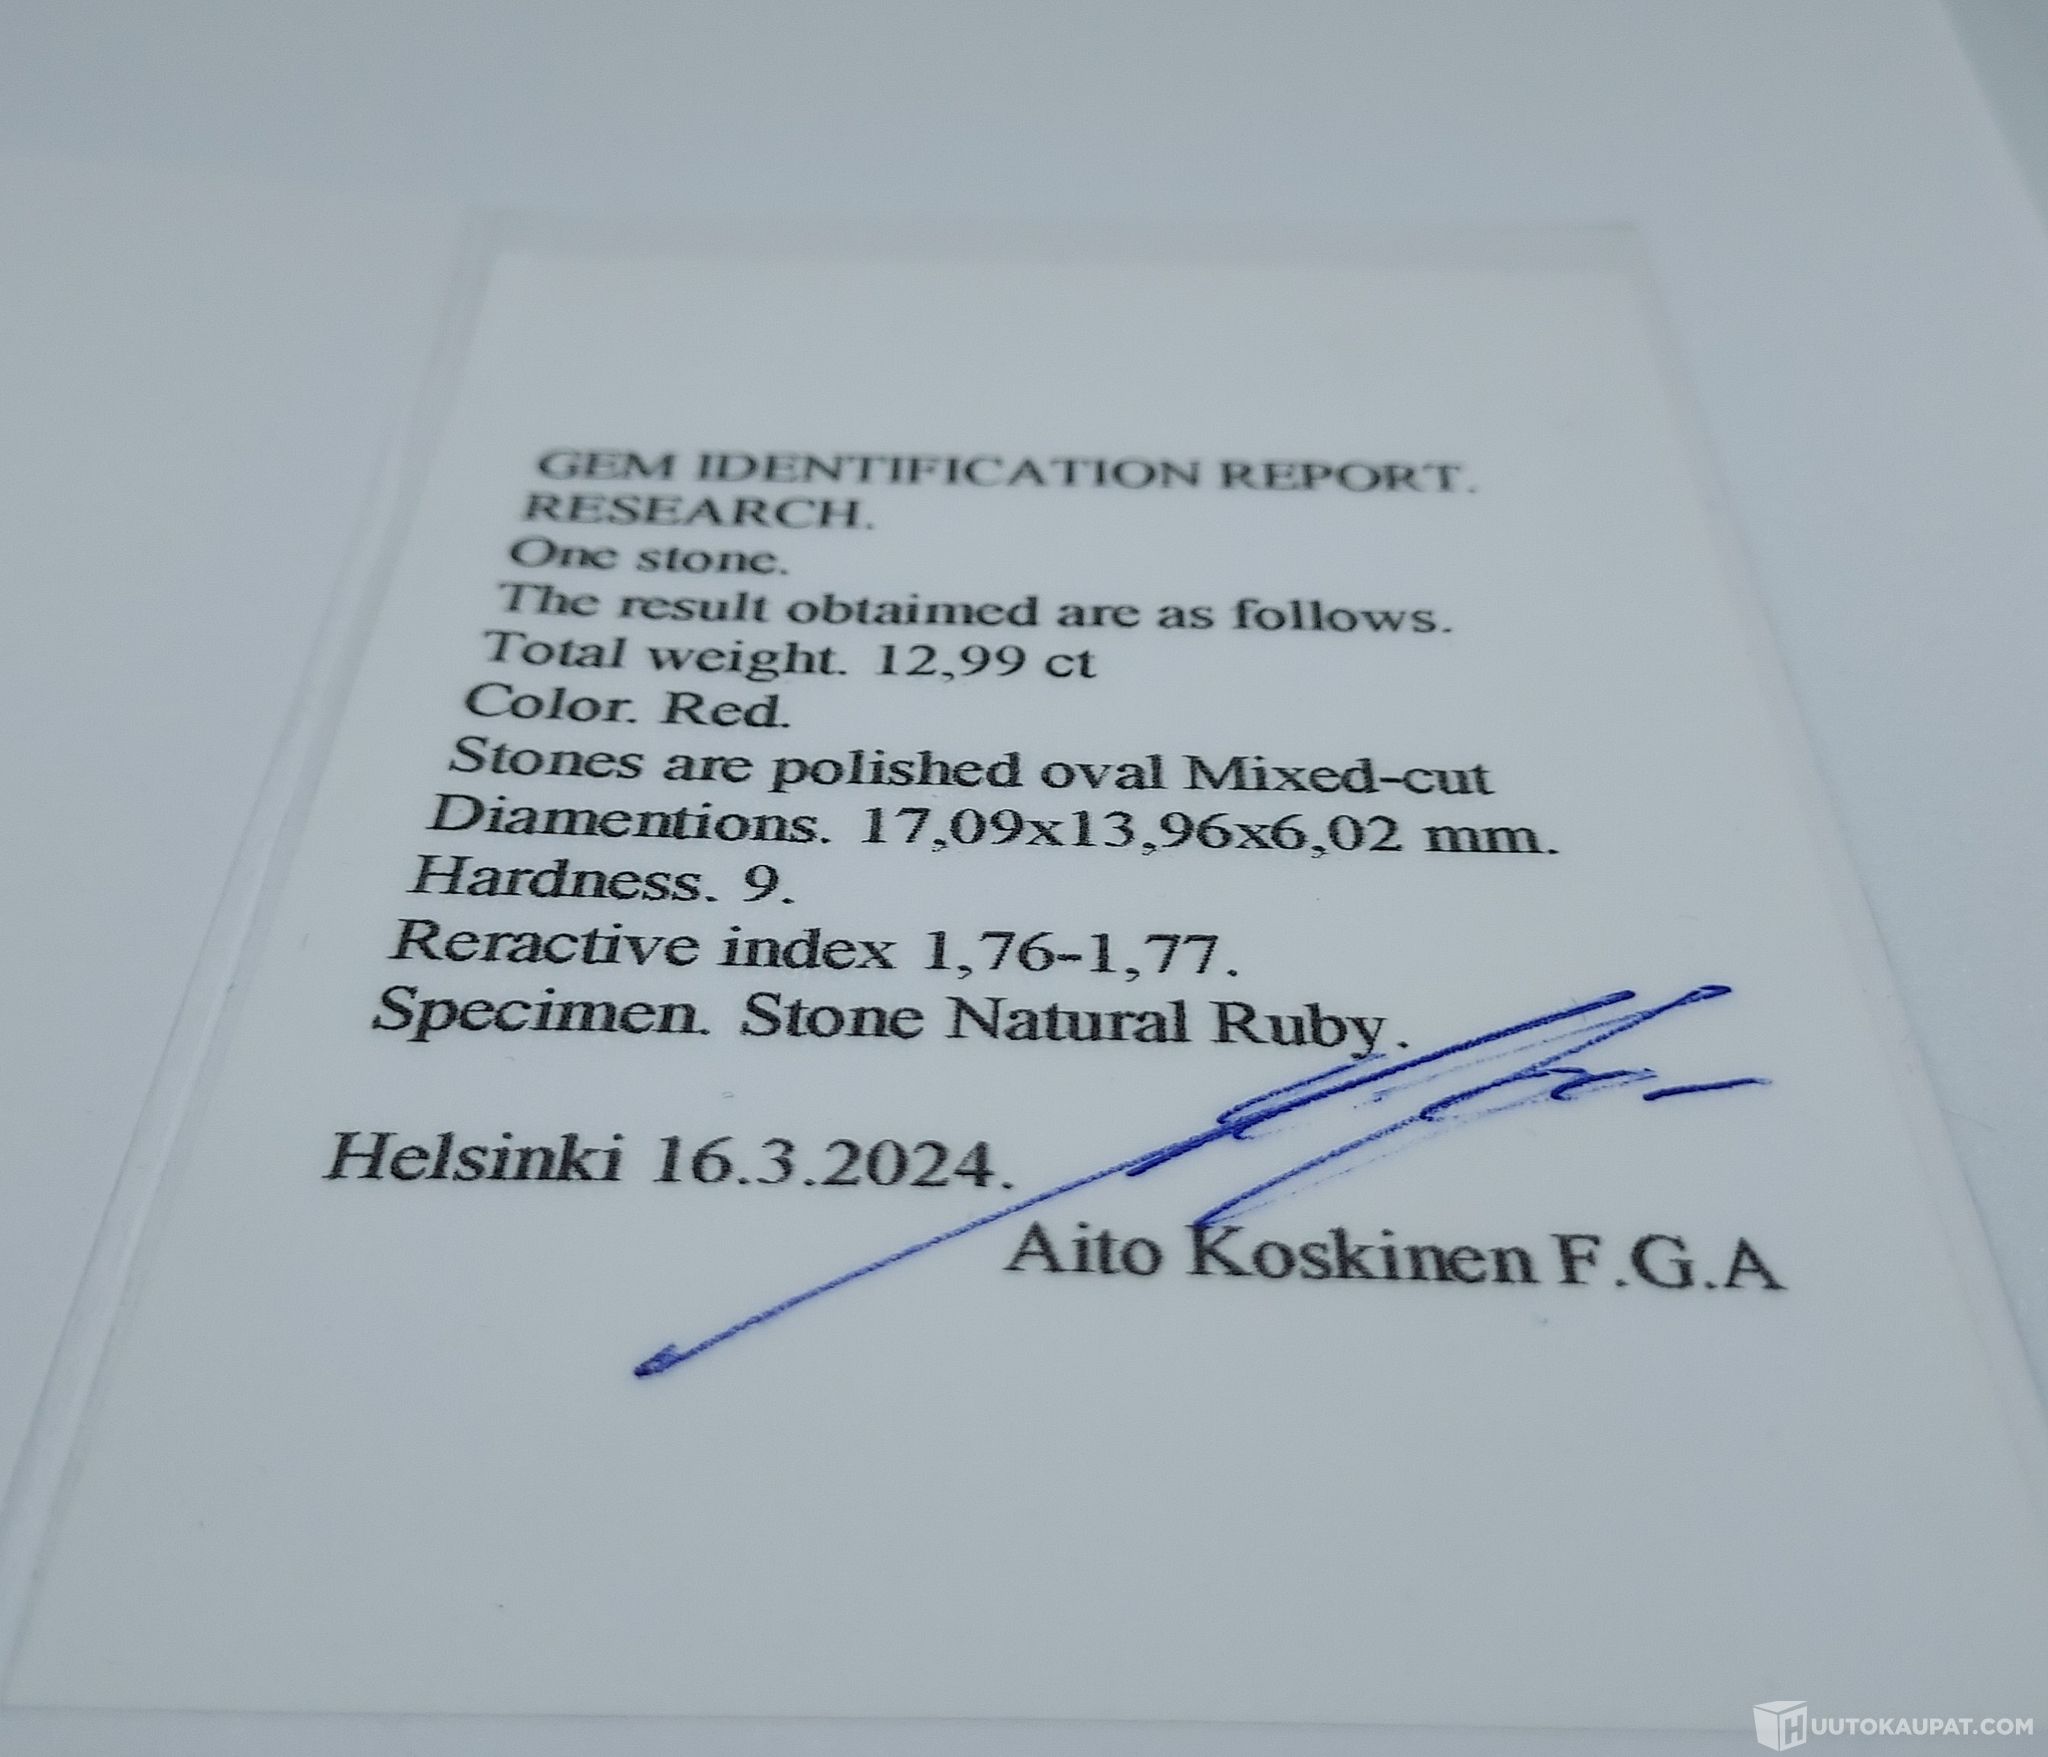 GEM IDENTIFICATION REPORT.
RESEARCH.
One stone.
The result obtaimed are as follows.
Total weight. 12,99 ct
Color. Red.
Stones are polished oval Mixed-cut
Diamentions. 17,09x13,96x6,02 mm.
Hardness. 9.
Reractive index 1,76-1,77.
Specimen. Stone Natural Ruby.
Helsinki 16.3.2024.
Aito Koskinen F.G.A
HUUTOKAUPAT.COM